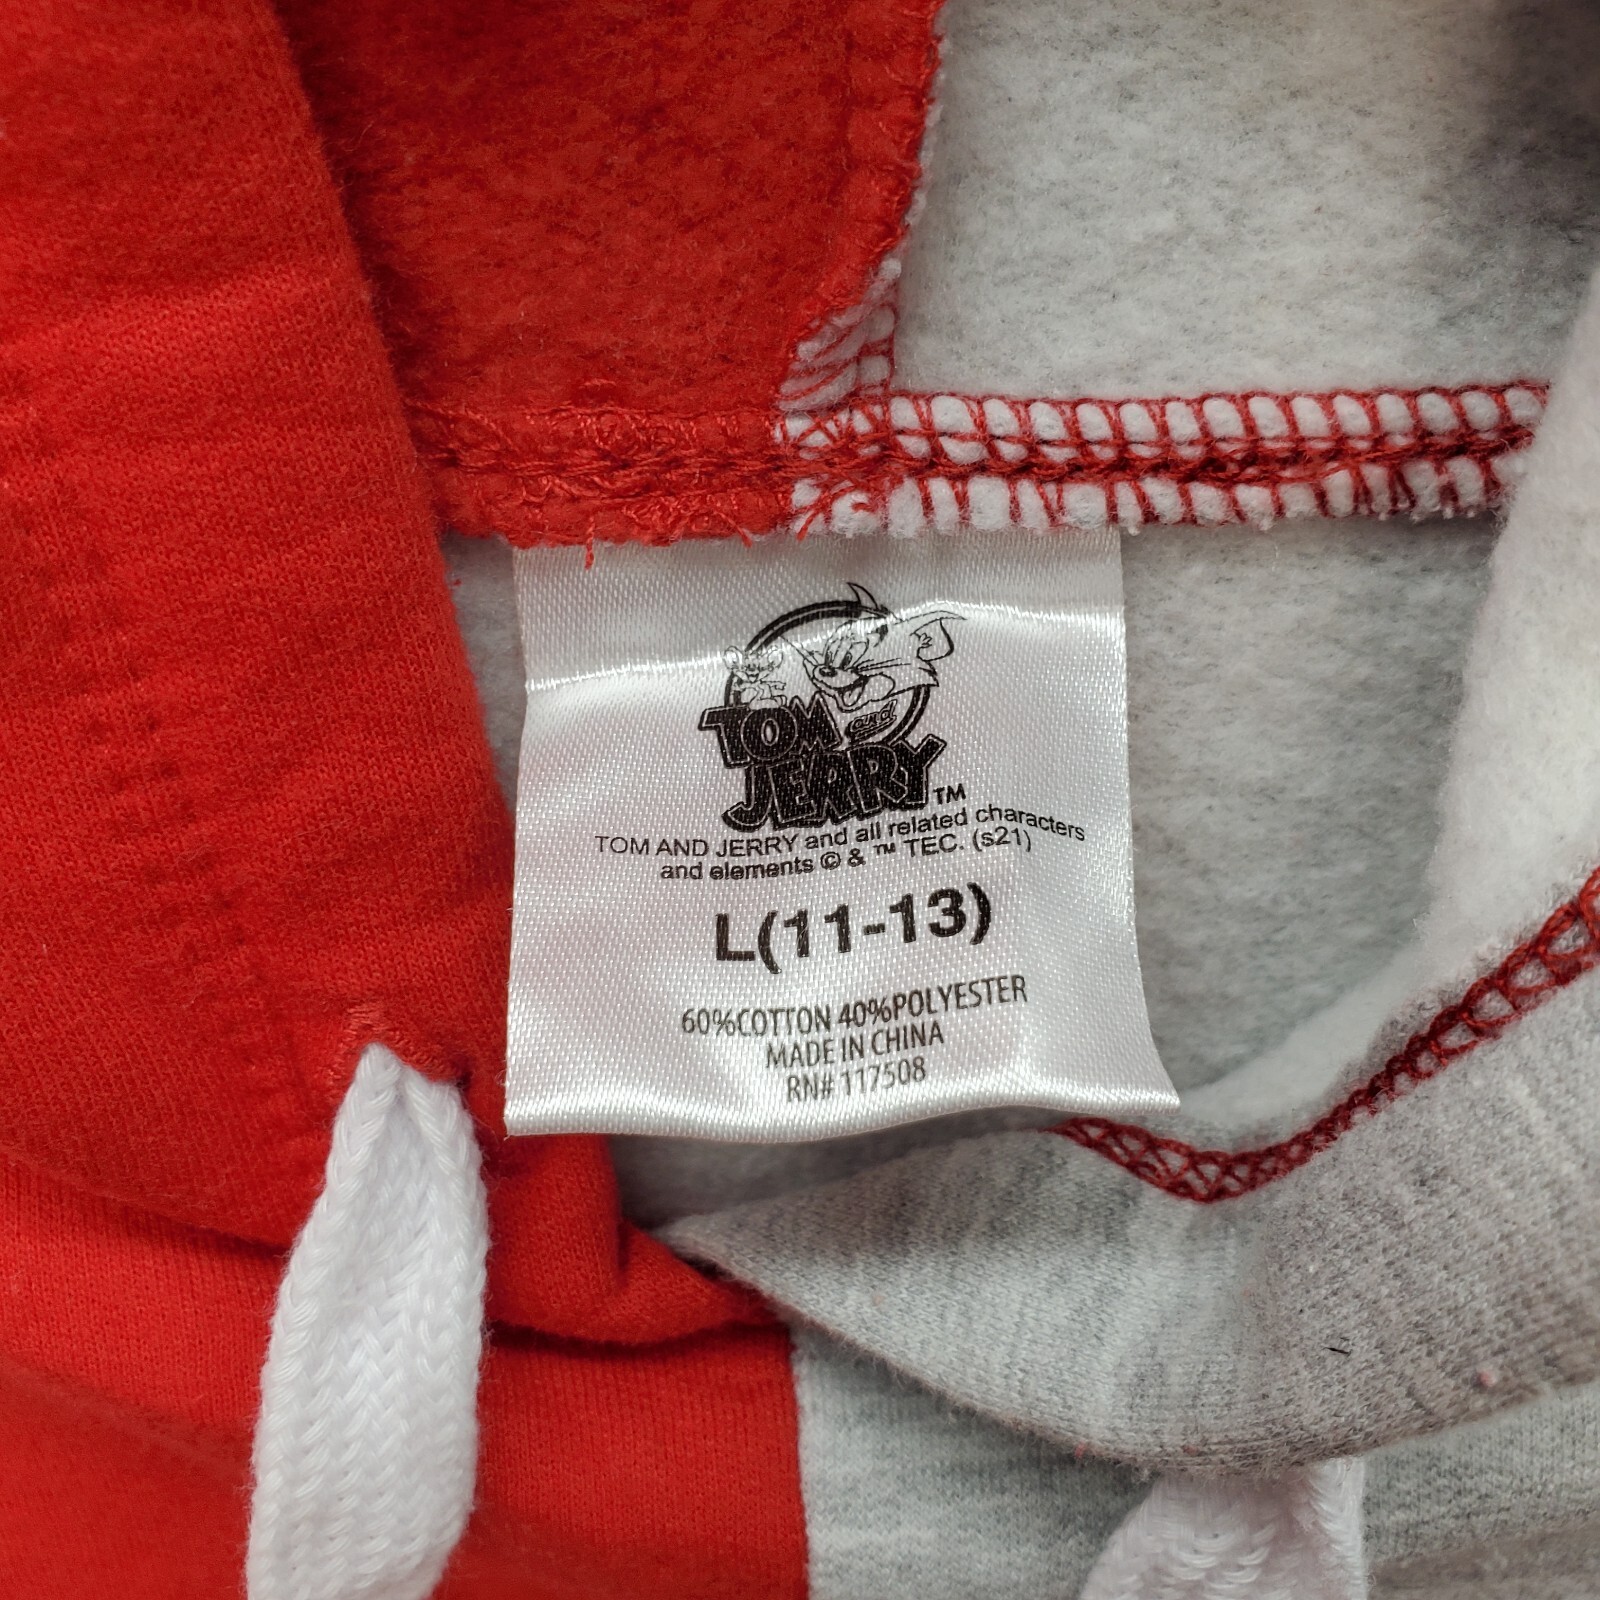 TOM and
JERRY™
TOM AND JERRY and all related characters
and elements © & ™ TEC. (s21)
L(11-13)
60%COTTON 40%POLYESTER
MADE IN CHINA
RN# 117508